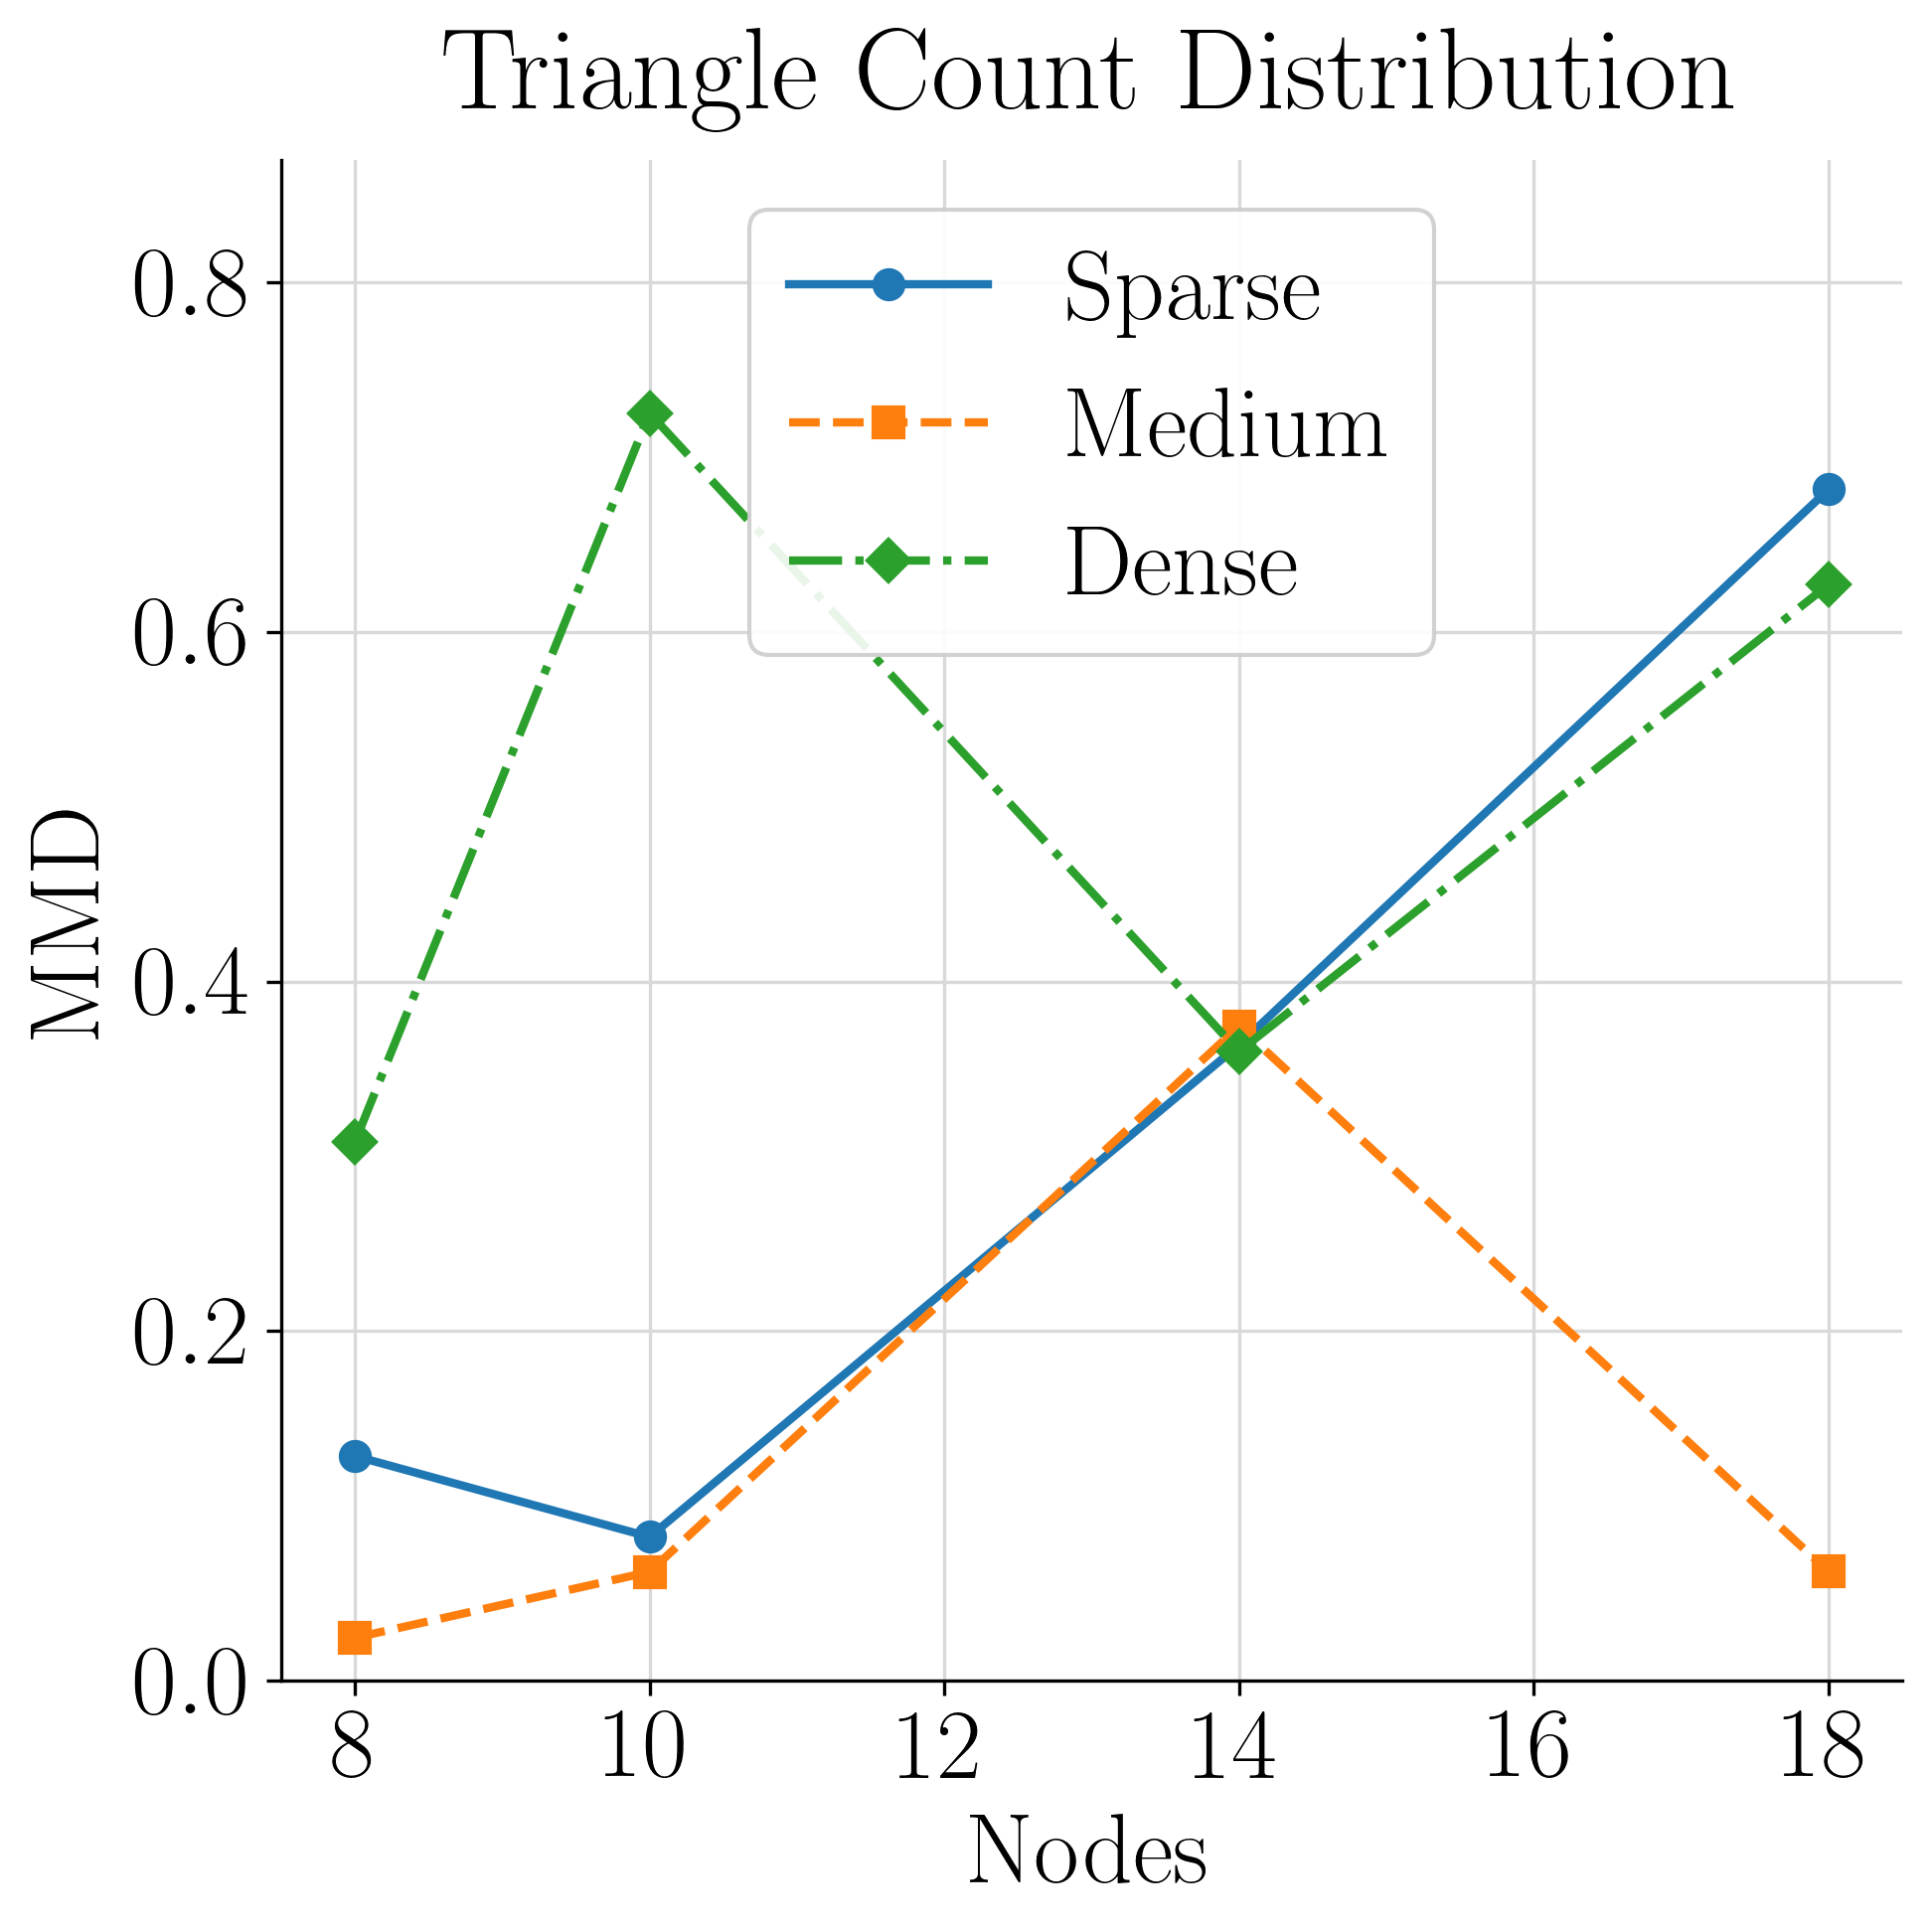 Triangle Count Distribution
Sparse
Medium
Dense
MMD
0.8
0.6
0.4
0.2
0.0
8 10 12 14 16 18
Nodes